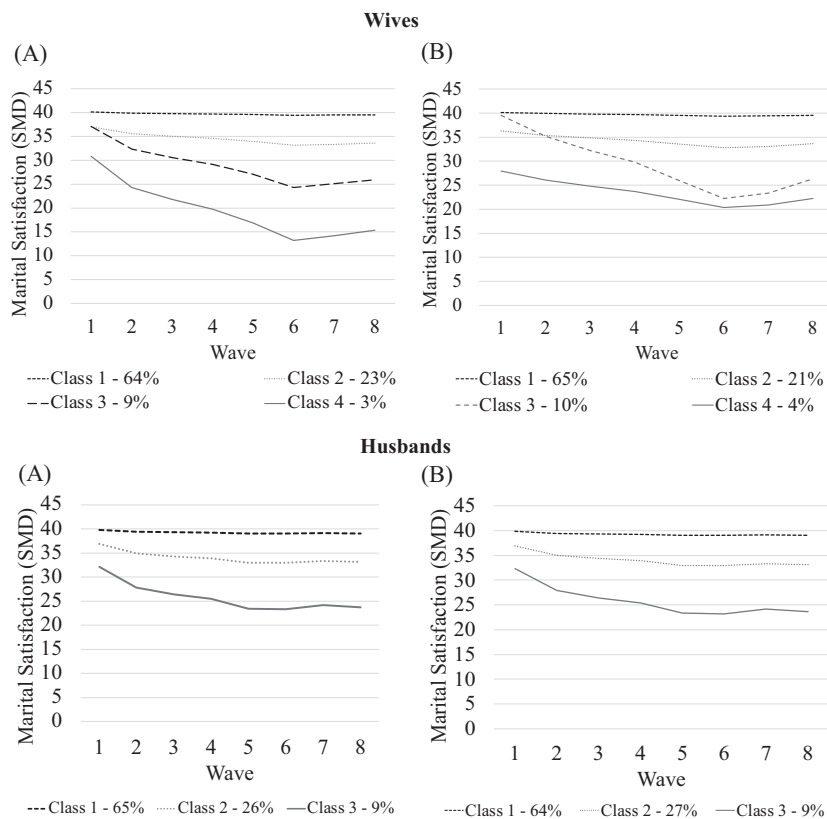 Wives
(A)
(B)
Marital Satisfaction (SMD)
45
40
35
30
25
20
15
10
5
0
1 2 3 4 5 6 7 8
Wave
Class 1 - 64% Class 2 - 23%
Class 3 - 9% Class 4 - 3%
Marital Satisfaction (SMD)
45
40
35
30
25
20
15
10
5
0
1 2 3 4 5 6 7 8
Wave
Class 1 - 65% Class 2 - 21%
Class 3 - 10% Class 4 - 4%
Husbands
(A)
(B)
Marital Satisfaction (SMD)
45
40
35
30
25
20
15
10
5
0
1 2 3 4 5 6 7 8
Wave
Class 1 - 65% Class 2 - 26% Class 3 - 9%
Marital Satisfaction (SMD)
45
40
35
30
25
20
15
10
5
0
1 2 3 4 5 6 7 8
Wave
Class 1 - 64% Class 2 - 27% Class 3 - 9%